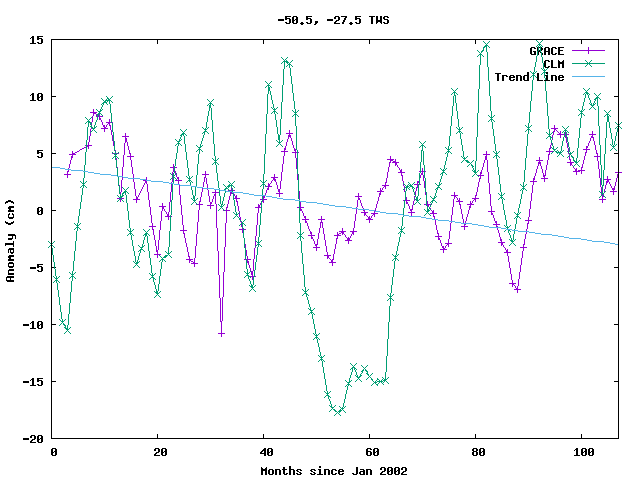 -50.5, -27.5 TWS
GRACE
CLM
Trend Line
15
10
5
0
-5
-10
-15
-20
Anomaly (cm)
0 20 40 60 80 100
Months since Jan 2002